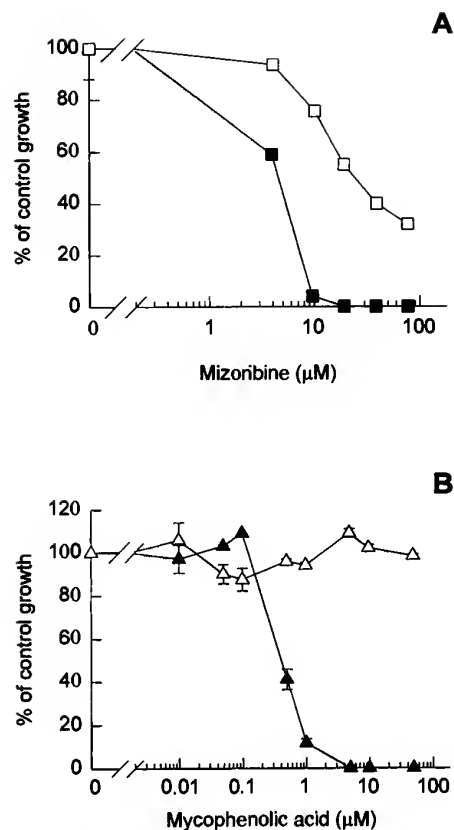 A
100
80
60
40
20
0
% of control growth
0 1 10 100
Mizoribine (μM)
B
120
100
80
60
40
20
0
% of control growth
0 0.01 0.1 1 10
Mycophenolic acid (μM)